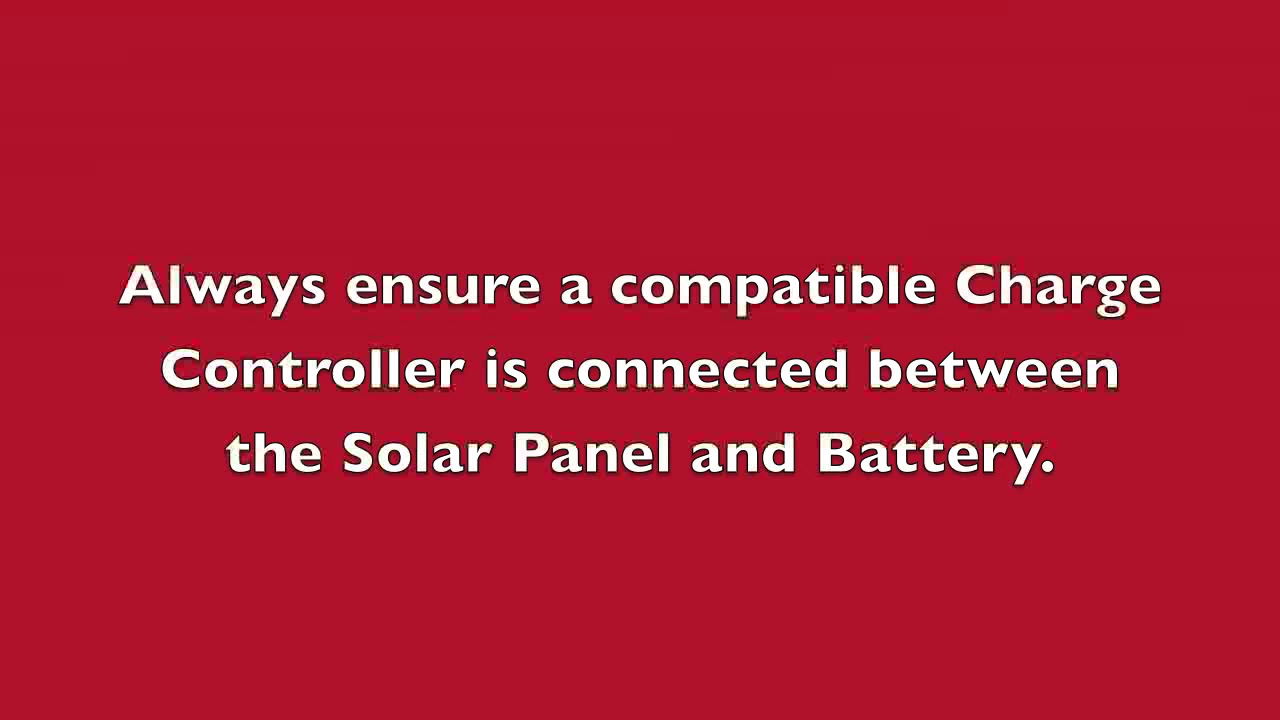 Always ensure a compatible Charge
Controller is connected between
the Solar Panel and Battery.